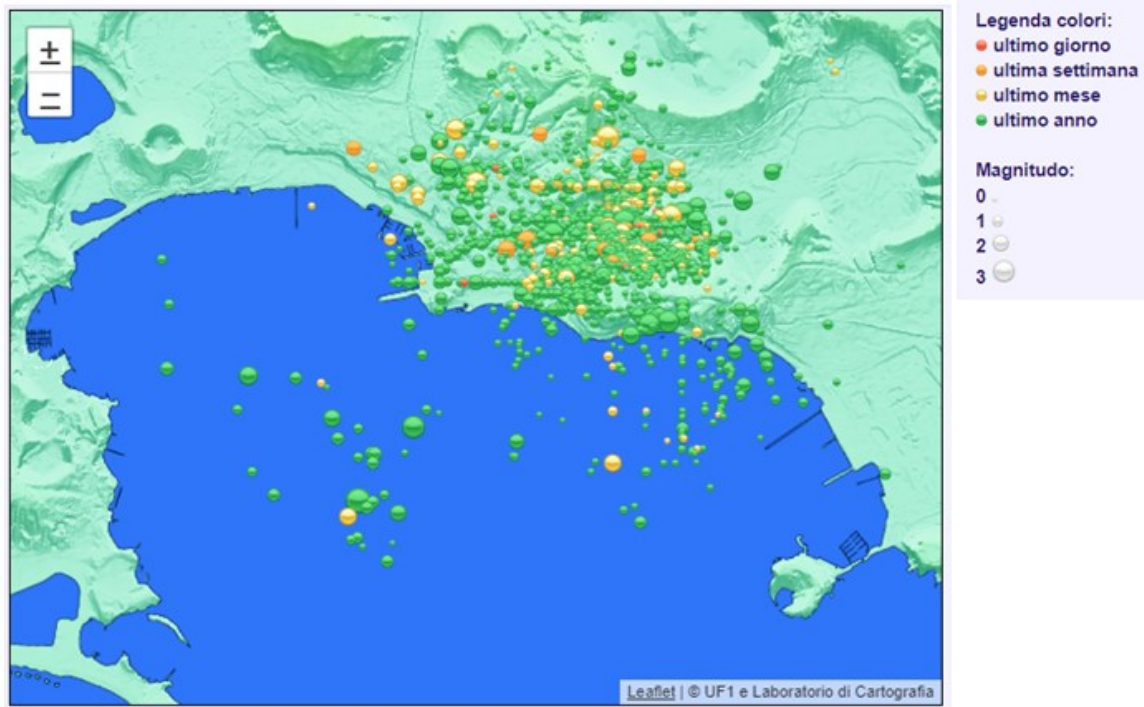 +
−
Legenda colori:
ultimo giorno
ultima settimana
ultimo mese
ultimo anno
Magnitudo:
0
1
2
3
Leaflet | © UF1 e Laboratorio di Cartografia